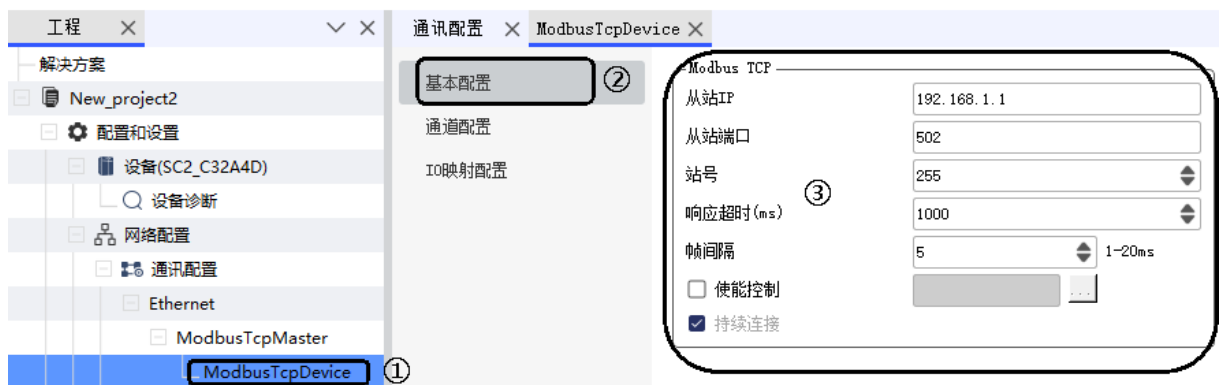 工程
通讯配置
ModbusTcpDevice
解决方案
New_project2
配置和设置
设备(SC2_C32A4D)
设备诊断
网络配置
通讯配置
Ethernet
ModbusTcpMaster
ModbusTcpDevice
①
基本配置
②
通道配置
IO映射配置
Modbus TCP
从站IP
192.168.1.1
从站端口
502
站号
255
③
响应超时(ms)
1000
帧间隔
5
1-20ms
使能控制
...
持续连接